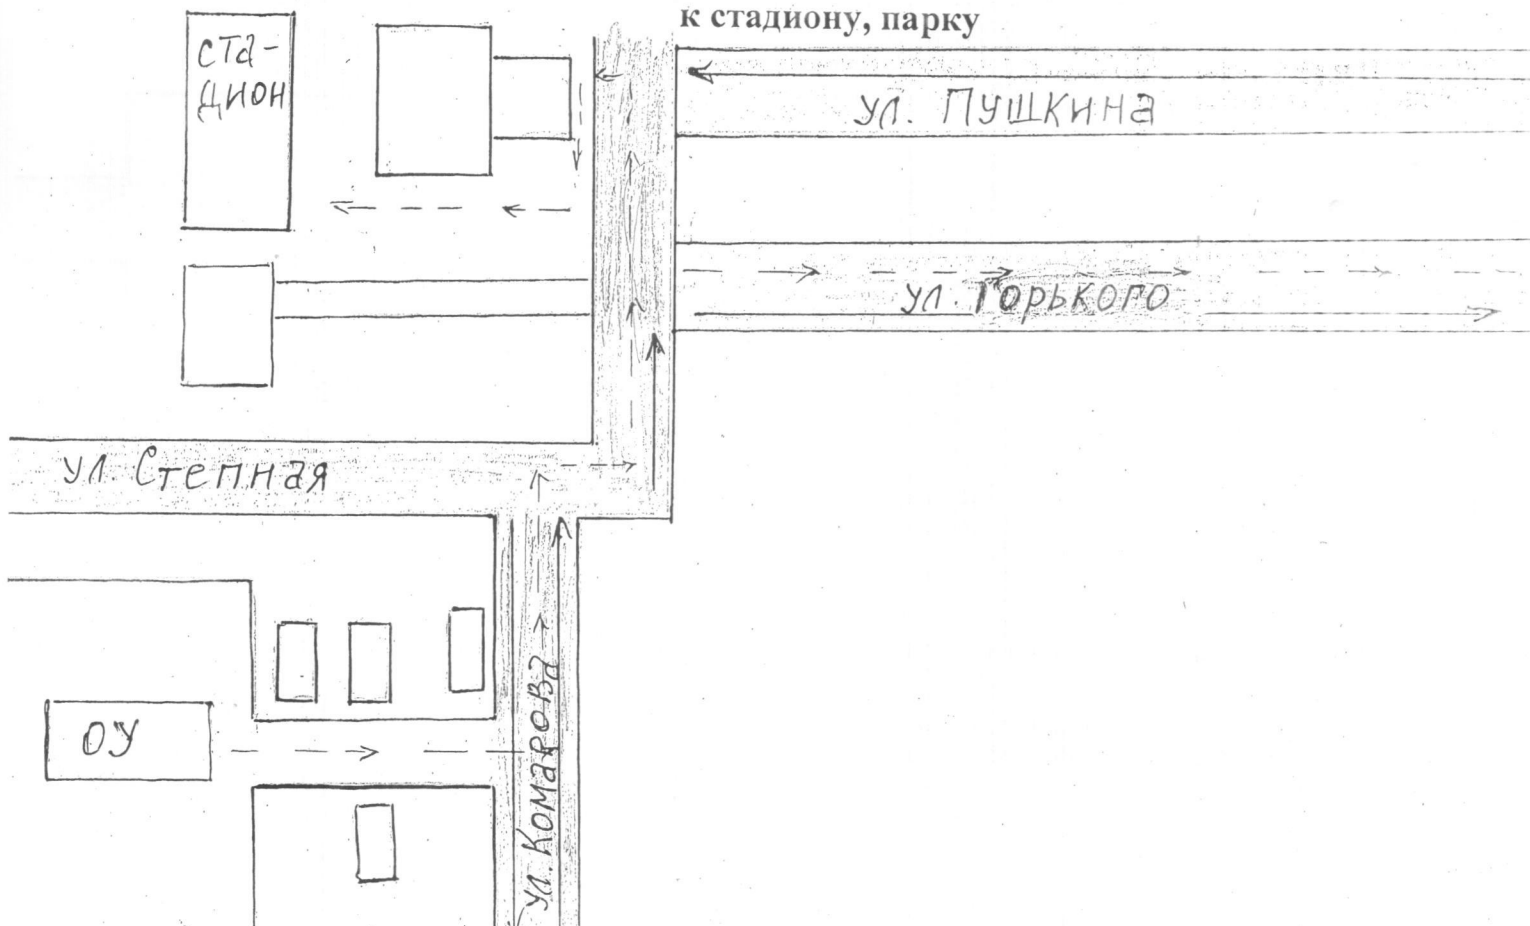 к стадиону, парку
ста-
дион
ул. Пушкина
ул. Горького
ул. Степная
ОУ
ул. Комарова